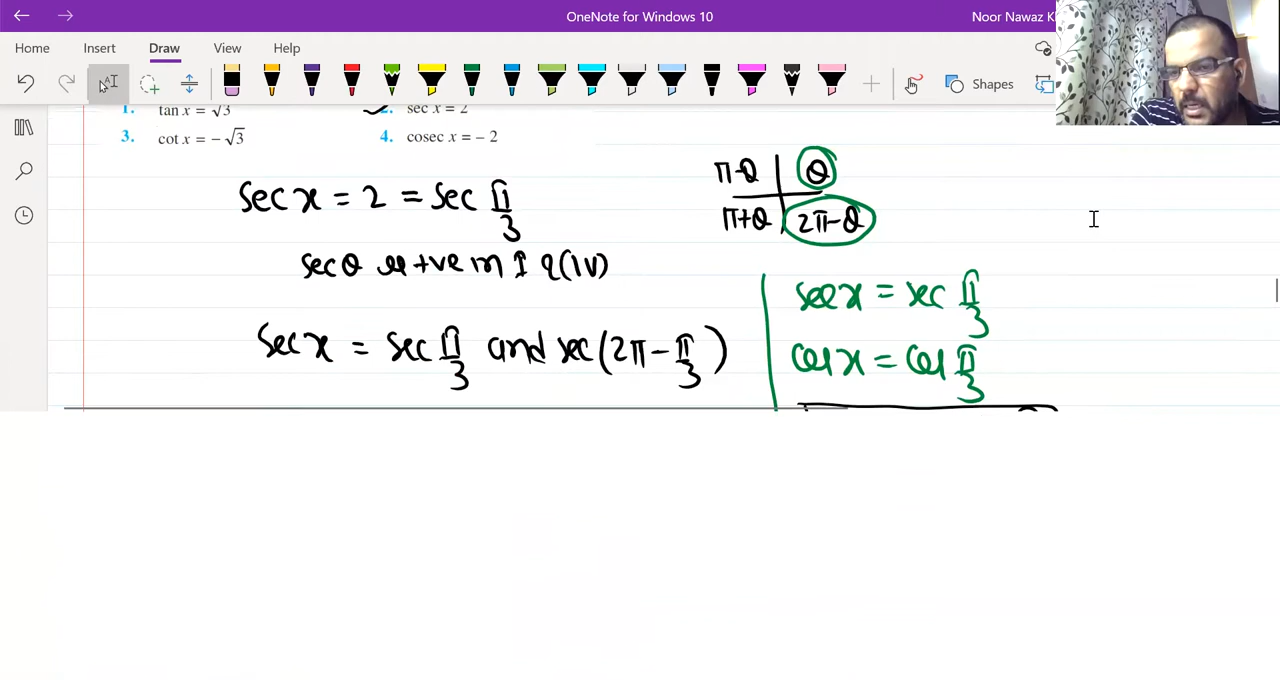 OneNote for Windows 10
Noor Nawaz K
Home Insert Draw View Help
Shapes
1. tan x = √3 2. sec x = 2
3. cot x = − √3 4. cosec x = − 2
π-θ θ
π+θ 2π-θ
Sec x = 2 = Sec π/3
Secθ is +ve in I q (IV)
Sec x = Sec π/3 and sec (2π - π/3)
sec x = sec π/3
cos x = cos π/3